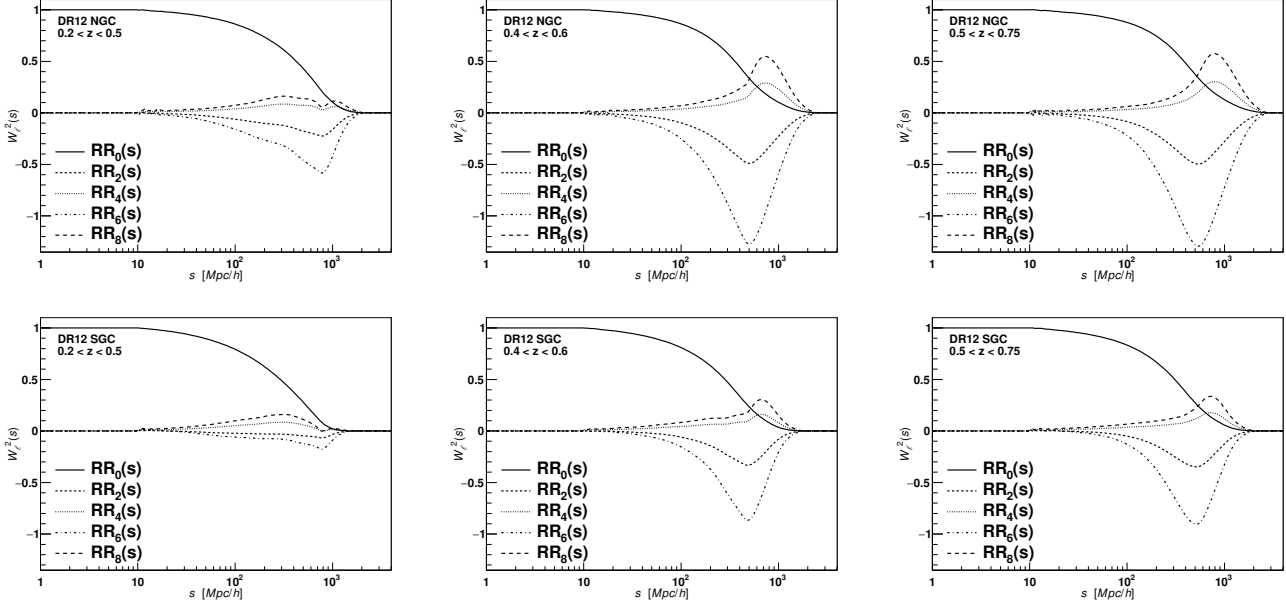 DR12 NGC
0.2 < z < 0.5
W_ℓ^2(s)
1
0.5
0
−0.5
−1
RR_0(s)
RR_2(s)
RR_4(s)
RR_6(s)
RR_8(s)
1 10 10^2 10^3
s [Mpc/h]
DR12 NGC
0.4 < z < 0.6
W_ℓ^2(s)
1
0.5
0
−0.5
−1
RR_0(s)
RR_2(s)
RR_4(s)
RR_6(s)
RR_8(s)
1 10 10^2 10^3
s [Mpc/h]
DR12 NGC
0.5 < z < 0.75
W_ℓ^2(s)
1
0.5
0
−0.5
−1
RR_0(s)
RR_2(s)
RR_4(s)
RR_6(s)
RR_8(s)
1 10 10^2 10^3
s [Mpc/h]
DR12 SGC
0.2 < z < 0.5
W_ℓ^2(s)
1
0.5
0
−0.5
−1
RR_0(s)
RR_2(s)
RR_4(s)
RR_6(s)
RR_8(s)
1 10 10^2 10^3
s [Mpc/h]
DR12 SGC
0.4 < z < 0.6
W_ℓ^2(s)
1
0.5
0
−0.5
−1
RR_0(s)
RR_2(s)
RR_4(s)
RR_6(s)
RR_8(s)
1 10 10^2 10^3
s [Mpc/h]
DR12 SGC
0.5 < z < 0.75
W_ℓ^2(s)
1
0.5
0
−0.5
−1
RR_0(s)
RR_2(s)
RR_4(s)
RR_6(s)
RR_8(s)
1 10 10^2 10^3
s [Mpc/h]